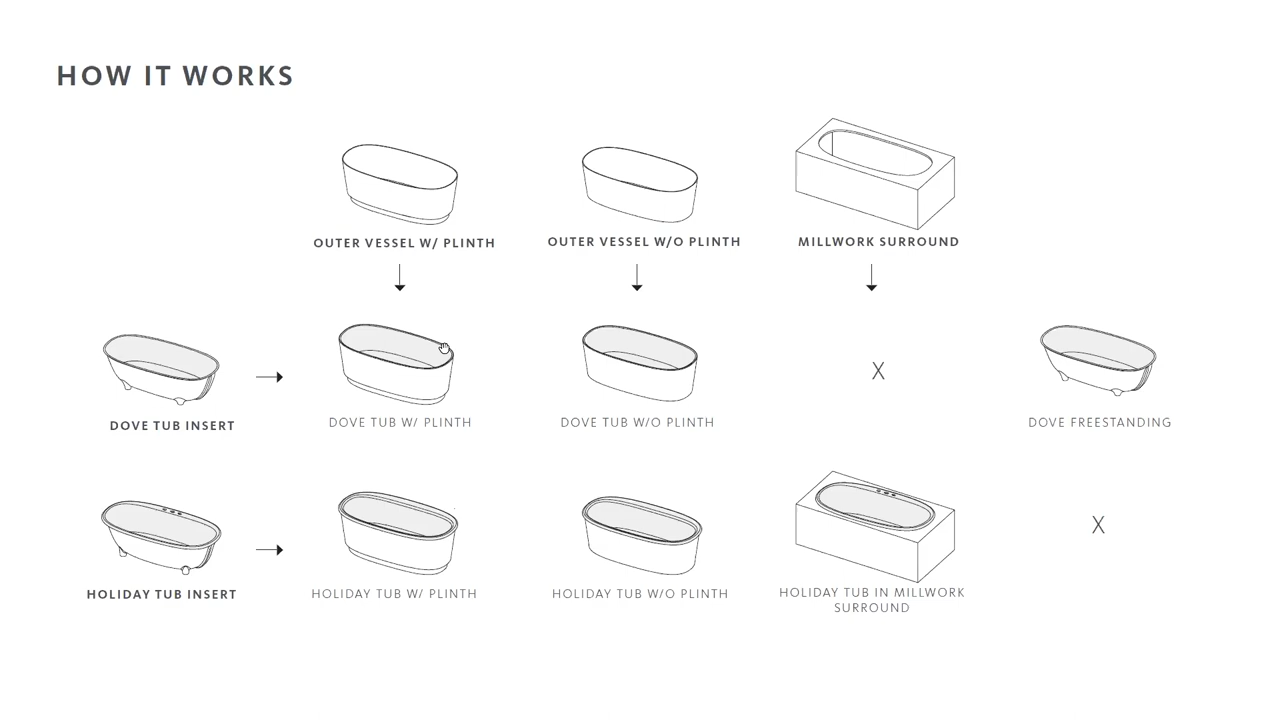 HOW IT WORKS
OUTER VESSEL W/ PLINTH
OUTER VESSEL W/O PLINTH
MILLWORK SURROUND
DOVE TUB INSERT
DOVE TUB W/ PLINTH
DOVE TUB W/O PLINTH
X
DOVE FREESTANDING
HOLIDAY TUB INSERT
HOLIDAY TUB W/ PLINTH
HOLIDAY TUB W/O PLINTH
HOLIDAY TUB IN MILLWORK
SURROUND
X